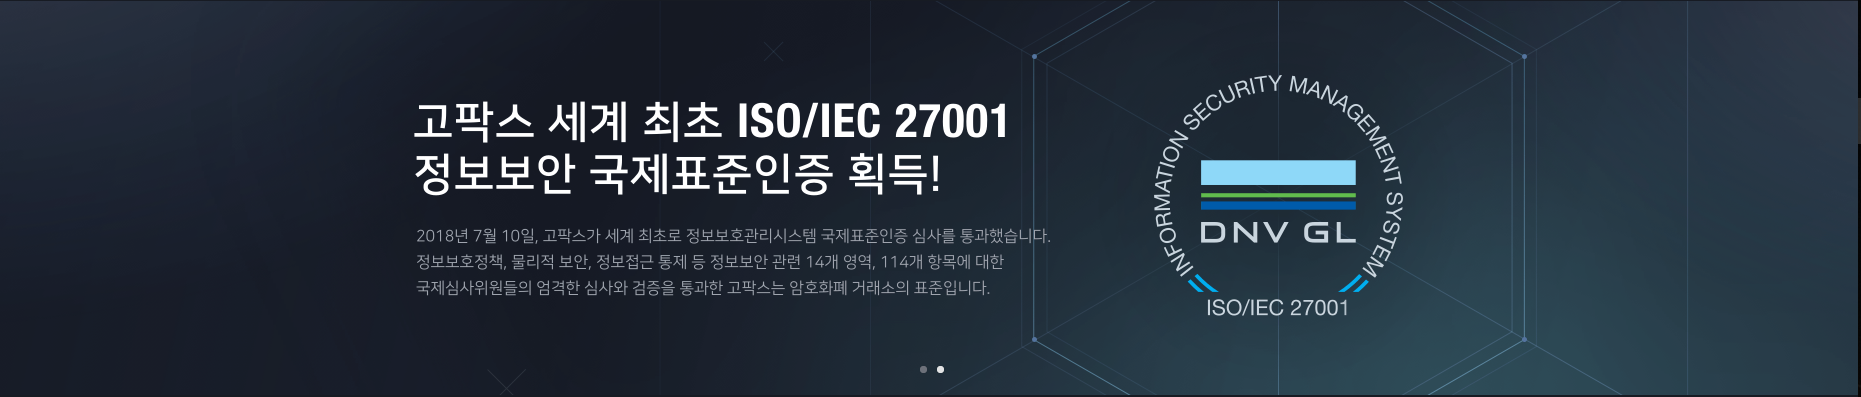 고팍스 세계 최초 ISO/IEC 27001
정보보안 국제표준인증 획득!
2018년 7월 10일, 고팍스가 세계 최초로 정보보호관리시스템 국제표준인증 심사를 통과했습니다.
정보보호정책, 물리적 보안, 정보접근 통제 등 정보보안 관련 14개 영역, 114개 항목에 대한
국제심사위원들의 엄격한 심사와 검증을 통과한 고팍스는 암호화폐 거래소의 표준입니다.
INFORMATION SECURITY MANAGEMENT SYSTEM
DNV GL
ISO/IEC 27001